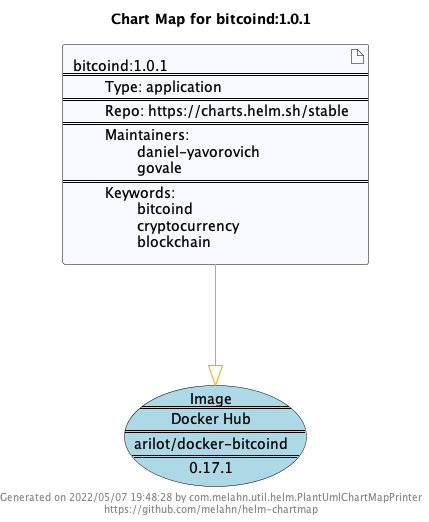 Chart Map for bitcoind:1.0.1
bitcoind:1.0.1
Type: application
Repo: https://charts.helm.sh/stable
Maintainers:
daniel-yavorovich
govale
Keywords:
bitcoind
cryptocurrency
blockchain
Image
Docker Hub
arilot/docker-bitcoind
0.17.1
Generated on 2022/05/07 19:48:28 by com.melahn.util.helm.PlantUmlChartMapPrinter
https://github.com/melahn/helm-chartmap